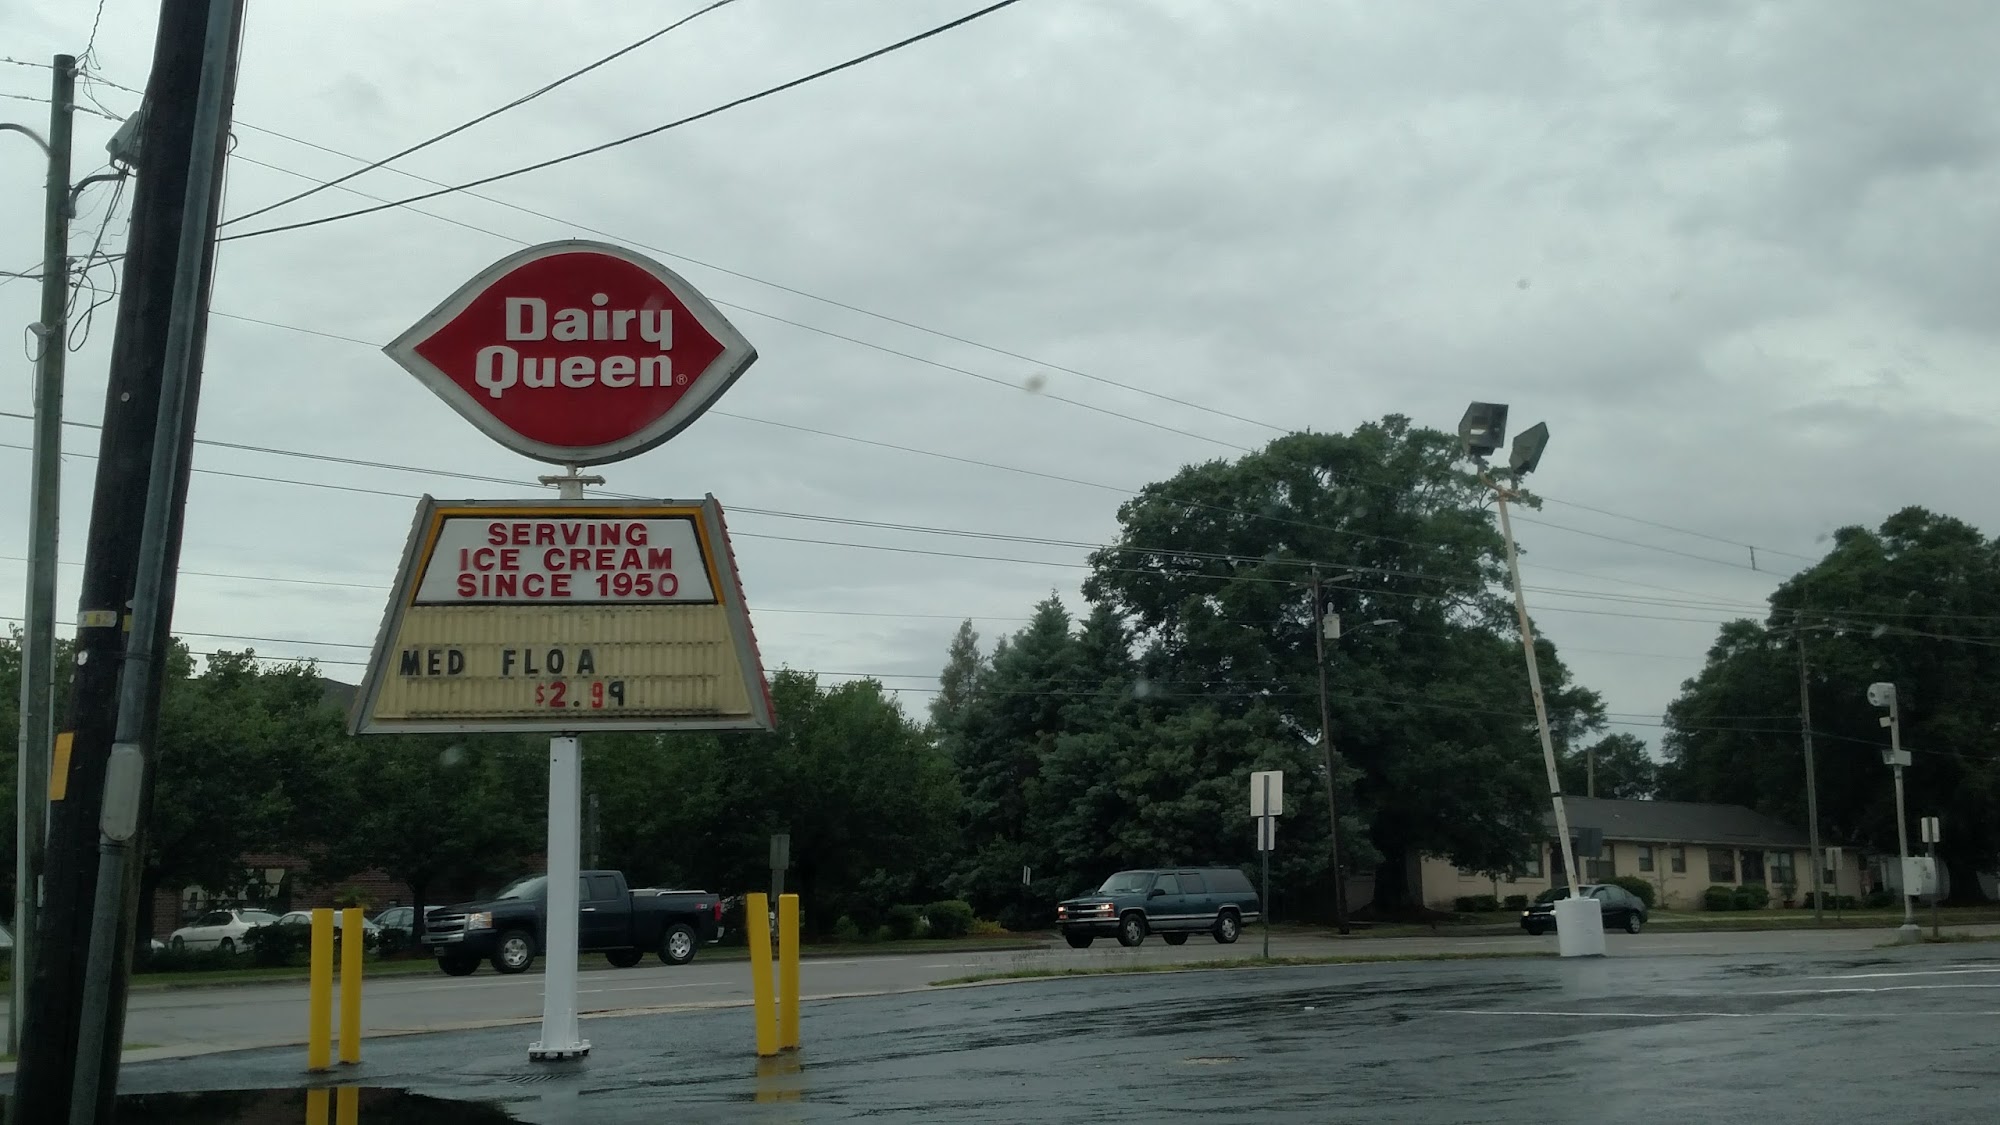 Dairy
Queen®
SERVING
ICE CREAM
SINCE 1950
MED FLOA
$2.99